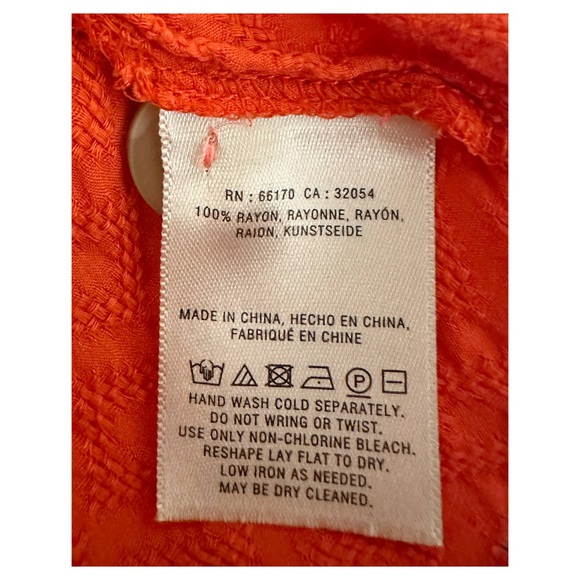 RN : 66170 CA : 32054
100% RAYON, RAYONNE, RAYÓN,
RAION, KUNSTSEIDE
MADE IN CHINA, HECHO EN CHINA,
FABRIQUÉ EN CHINE
P
HAND WASH COLD SEPARATELY.
DO NOT WRING OR TWIST.
USE ONLY NON-CHLORINE BLEACH.
RESHAPE LAY FLAT TO DRY.
LOW IRON AS NEEDED.
MAY BE DRY CLEANED.